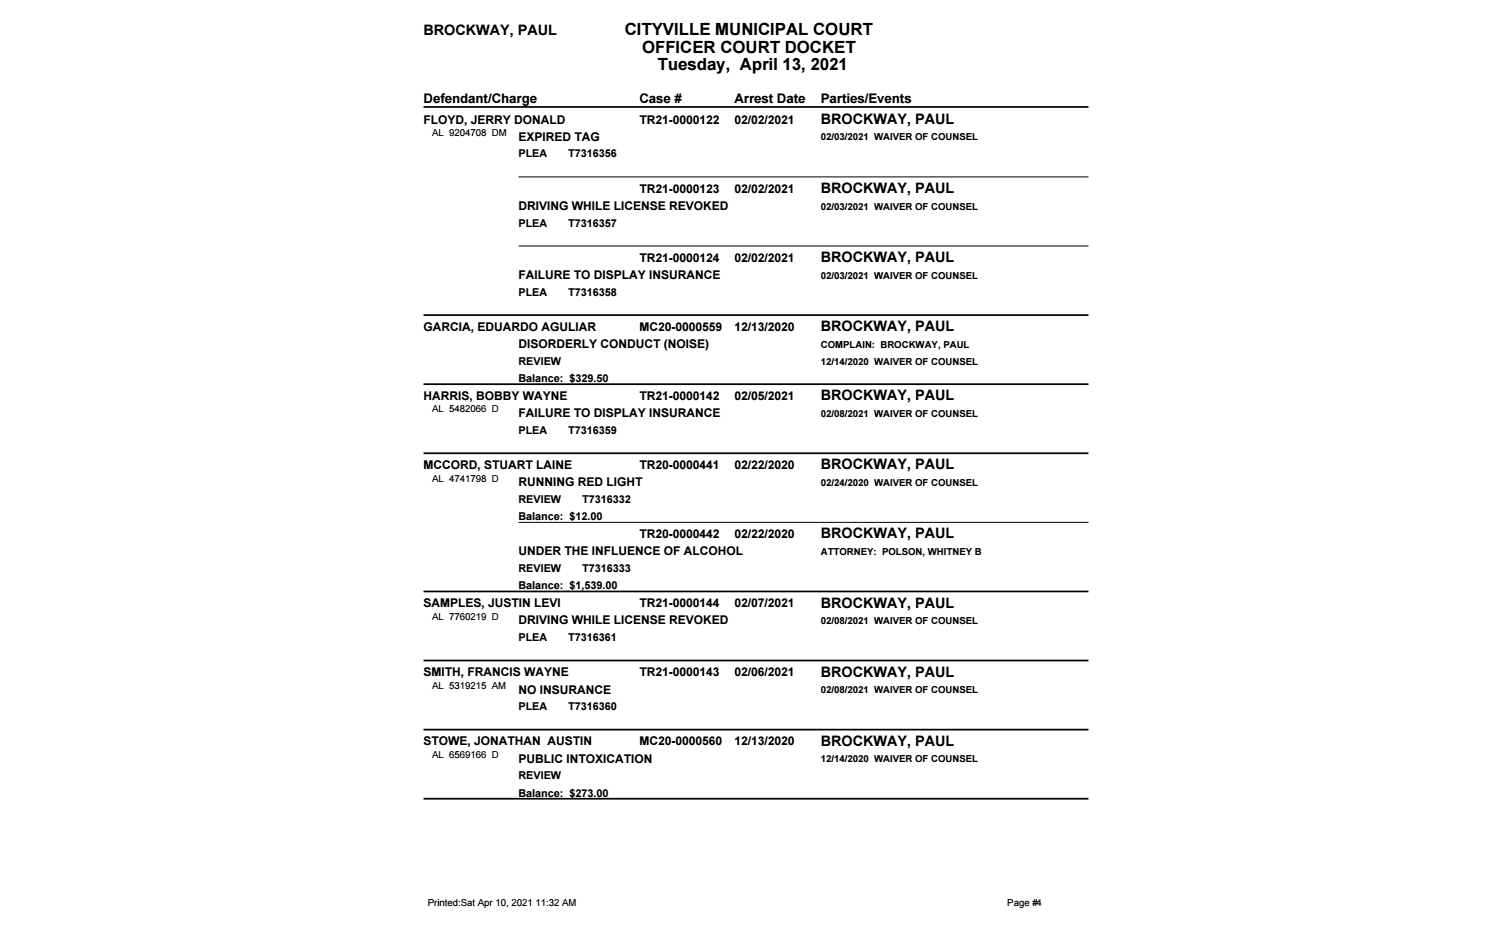 BROCKWAY, PAUL
CITYVILLE MUNICIPAL COURT
OFFICER COURT DOCKET
Tuesday, April 13, 2021
Defendant/Charge Case # Arrest Date Parties/Events
FLOYD, JERRY DONALD TR21-0000122 02/02/2021 BROCKWAY, PAUL
AL 9204708 DM EXPIRED TAG 02/03/2021 WAIVER OF COUNSEL
PLEA T7316356
TR21-0000123 02/02/2021 BROCKWAY, PAUL
DRIVING WHILE LICENSE REVOKED 02/03/2021 WAIVER OF COUNSEL
PLEA T7316357
TR21-0000124 02/02/2021 BROCKWAY, PAUL
FAILURE TO DISPLAY INSURANCE 02/03/2021 WAIVER OF COUNSEL
PLEA T7316358
GARCIA, EDUARDO AGULIAR MC20-0000559 12/13/2020 BROCKWAY, PAUL
DISORDERLY CONDUCT (NOISE) COMPLAIN: BROCKWAY, PAUL
REVIEW 12/14/2020 WAIVER OF COUNSEL
Balance: $329.50
HARRIS, BOBBY WAYNE TR21-0000142 02/05/2021 BROCKWAY, PAUL
AL 5482066 D FAILURE TO DISPLAY INSURANCE 02/08/2021 WAIVER OF COUNSEL
PLEA T7316359
MCCORD, STUART LAINE TR20-0000441 02/22/2020 BROCKWAY, PAUL
AL 4741798 D RUNNING RED LIGHT 02/24/2020 WAIVER OF COUNSEL
REVIEW T7316332
Balance: $12.00
TR20-0000442 02/22/2020 BROCKWAY, PAUL
UNDER THE INFLUENCE OF ALCOHOL ATTORNEY: POLSON, WHITNEY B
REVIEW T7316333
Balance: $1,539.00
SAMPLES, JUSTIN LEVI TR21-0000144 02/07/2021 BROCKWAY, PAUL
AL 7760219 D DRIVING WHILE LICENSE REVOKED 02/08/2021 WAIVER OF COUNSEL
PLEA T7316361
SMITH, FRANCIS WAYNE TR21-0000143 02/06/2021 BROCKWAY, PAUL
AL 5319215 AM NO INSURANCE 02/08/2021 WAIVER OF COUNSEL
PLEA T7316360
STOWE, JONATHAN AUSTIN MC20-0000560 12/13/2020 BROCKWAY, PAUL
AL 6569166 D PUBLIC INTOXICATION 12/14/2020 WAIVER OF COUNSEL
REVIEW
Balance: $273.00
Printed:Sat Apr 10, 2021 11:32 AM Page #4